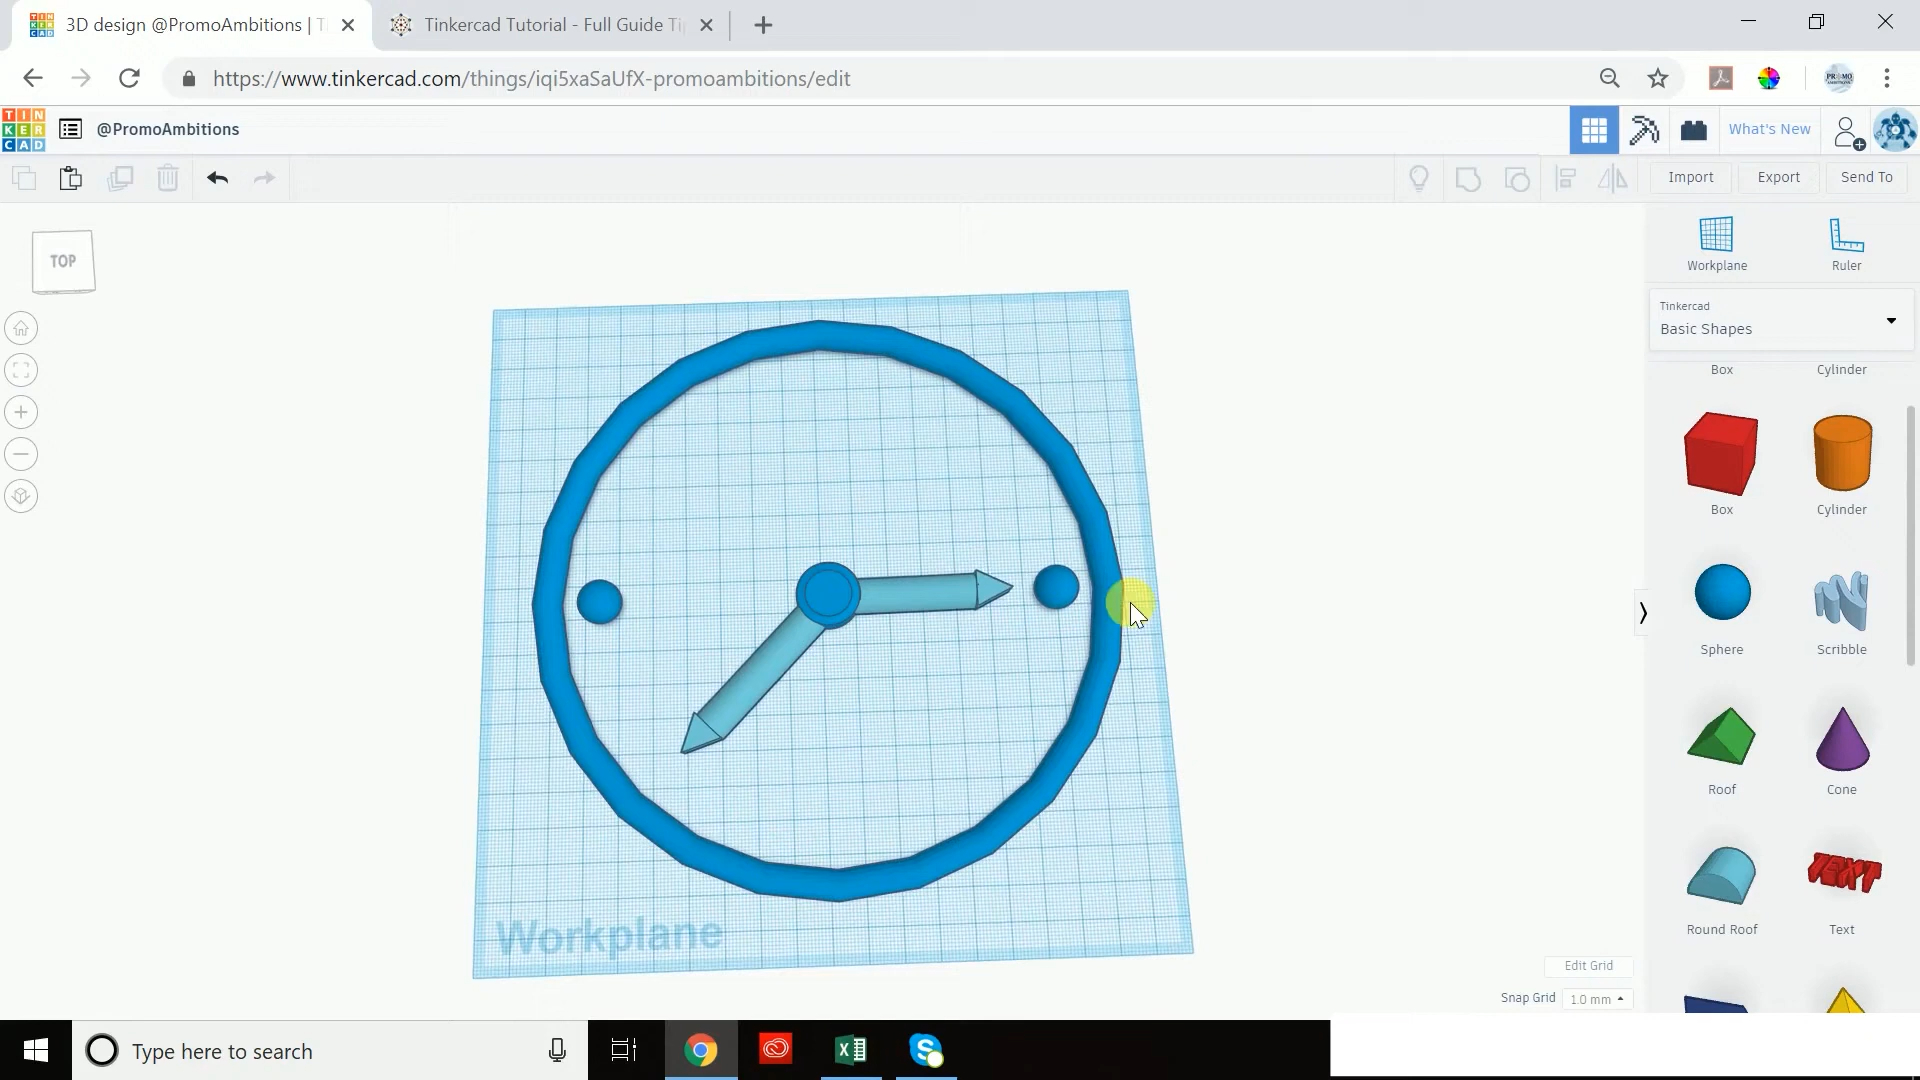 3D design @PromoAmbitions | T
Tinkercad Tutorial - Full Guide Ti
https://www.tinkercad.com/things/iqi5xaSaUfX-promoambitions/edit
PROMO
TIN
KER
CAD
@PromoAmbitions
What's New
Import
Export
Send To
TOP
Workplane
Ruler
Tinkercad
Basic Shapes
Box
Cylinder
Box
Cylinder
Sphere
Scribble
Roof
Cone
TEXT
Round Roof
Text
Workplane
Edit Grid
Snap Grid
1.0 mm
Type here to search